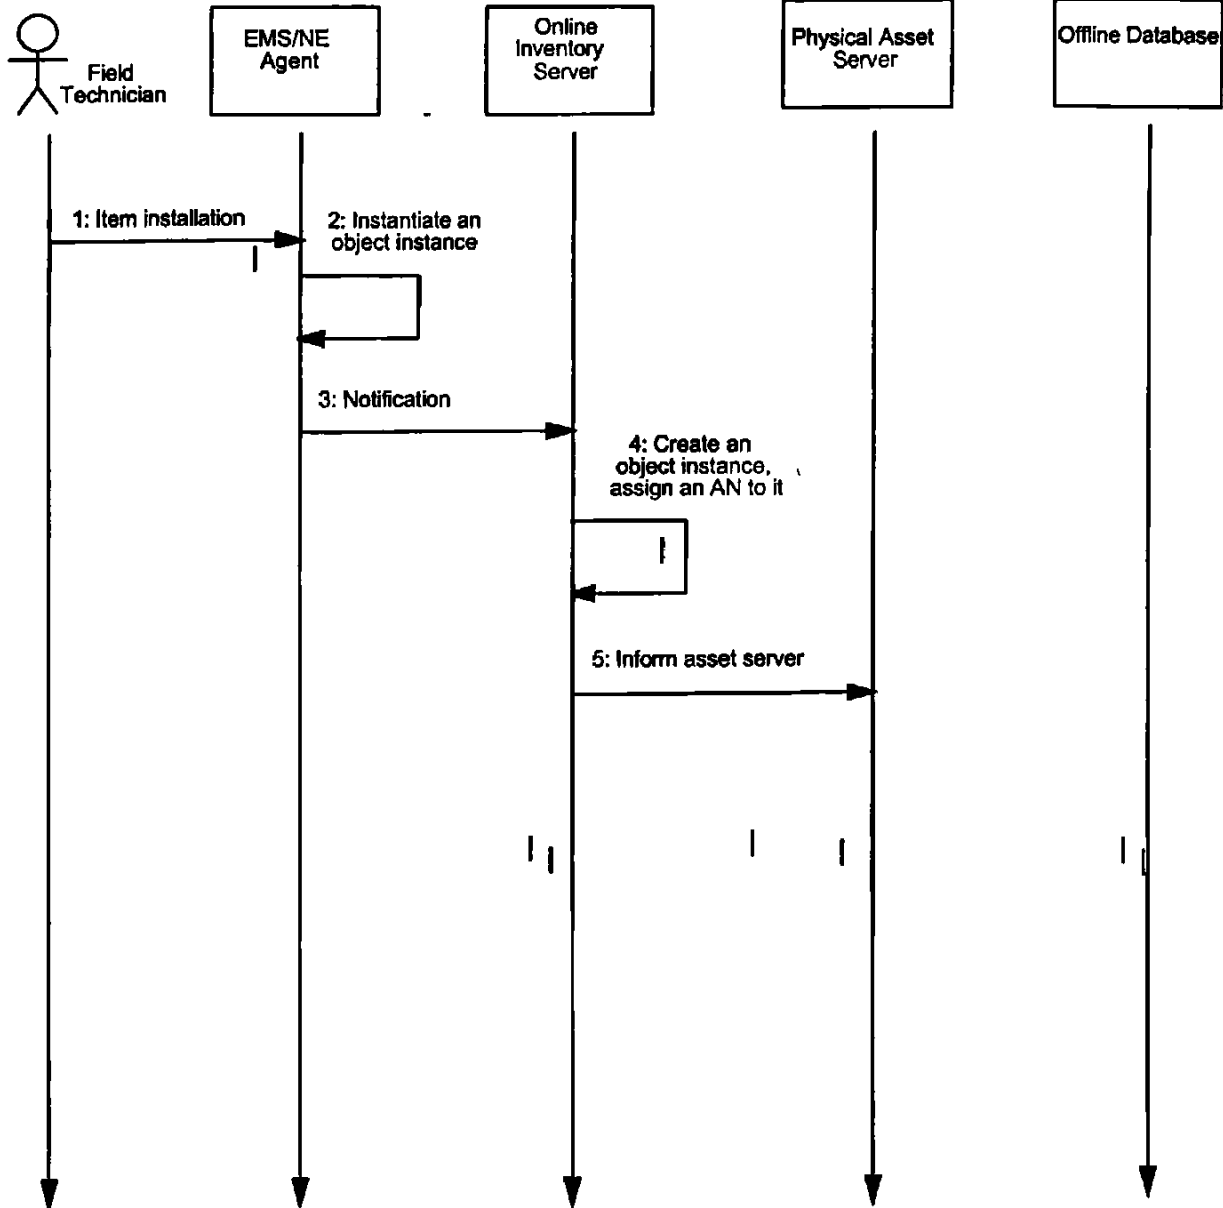 Field
Technician
EMS/NE
Agent
Online
Inventory
Server
Physical Asset
Server
Offline Database
1: Item installation
2: Instantiate an
object instance
3: Notification
4: Create an
object instance,
assign an AN to it
5: Inform asset server